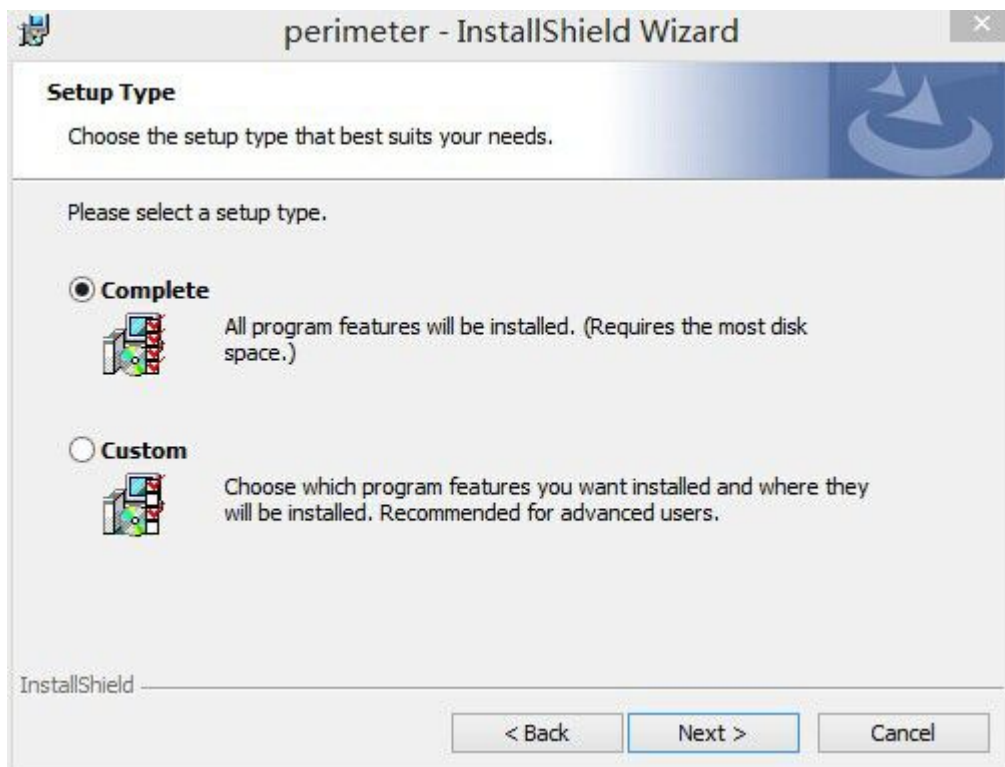 perimeter - InstallShield Wizard
Setup Type
Choose the setup type that best suits your needs.
Please select a setup type.
Complete
All program features will be installed. (Requires the most disk
space.)
Custom
Choose which program features you want installed and where they
will be installed. Recommended for advanced users.
InstallShield
< Back
Next >
Cancel